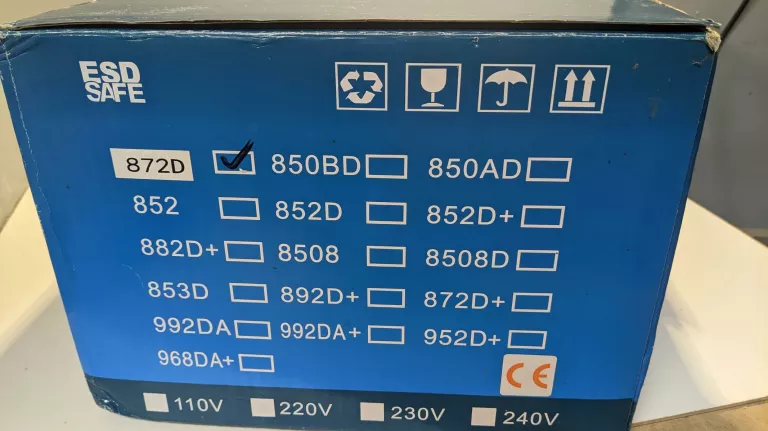 ESD
SAFE
872D 850BD 850AD
852 852D 852D+
882D+ 8508 8508D
853D 892D+ 872D+
992DA 992DA+ 952D+
968DA+
CE
110V 220V 230V 240V